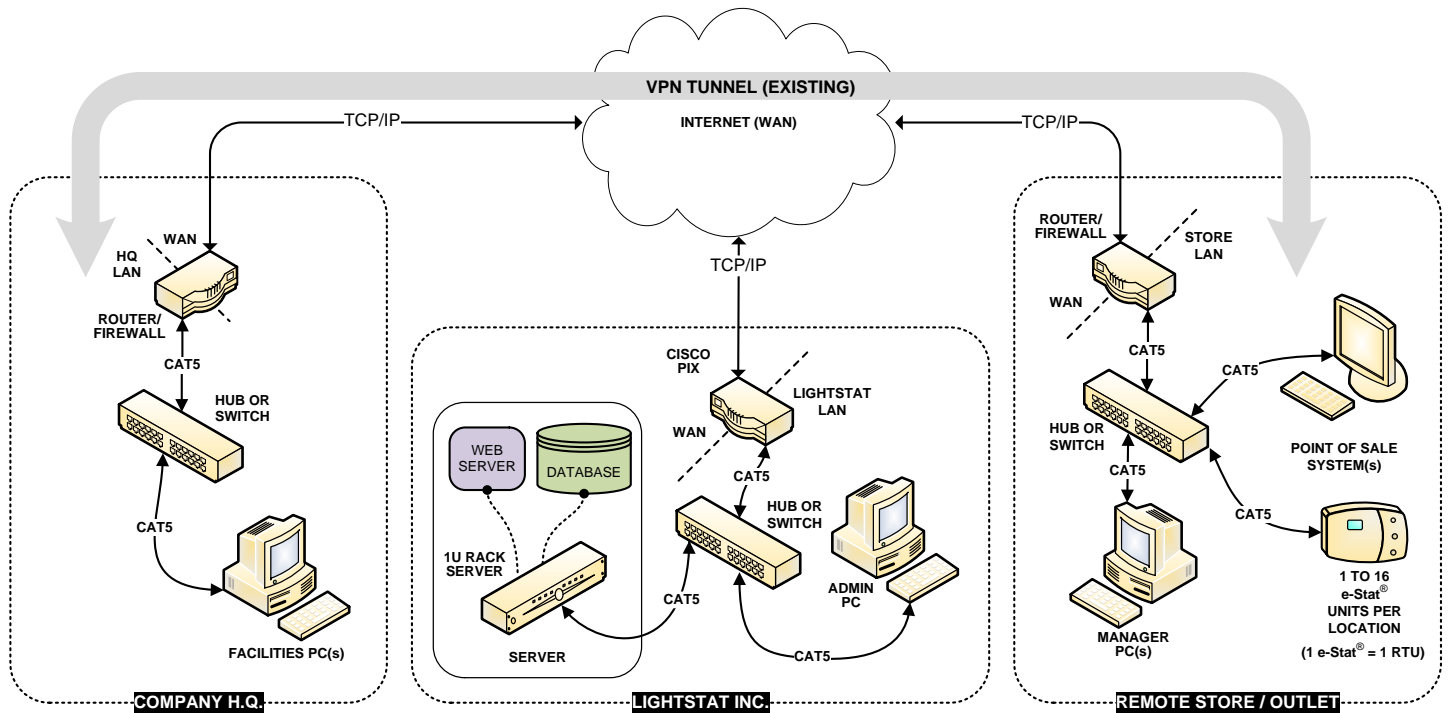 VPN TUNNEL (EXISTING)
INTERNET (WAN)
TCP/IP
TCP/IP
TCP/IP
WAN
HQ
LAN
ROUTER/
FIREWALL
CAT5
HUB OR
SWITCH
CAT5
FACILITIES PC(s)
COMPANY H.Q.
CISCO
PIX
LIGHTSTAT
LAN
WAN
CAT5
WEB
SERVER
DATABASE
HUB OR
SWITCH
1U RACK
SERVER
ADMIN
PC
CAT5
CAT5
SERVER
LIGHTSTAT INC.
ROUTER/
FIREWALL
STORE
LAN
WAN
CAT5
CAT5
HUB OR
SWITCH
POINT OF SALE
SYSTEM(s)
CAT5
CAT5
MANAGER
PC(s)
1 TO 16
e-Stat®
UNITS PER
LOCATION
(1 e-Stat® = 1 RTU)
REMOTE STORE / OUTLET